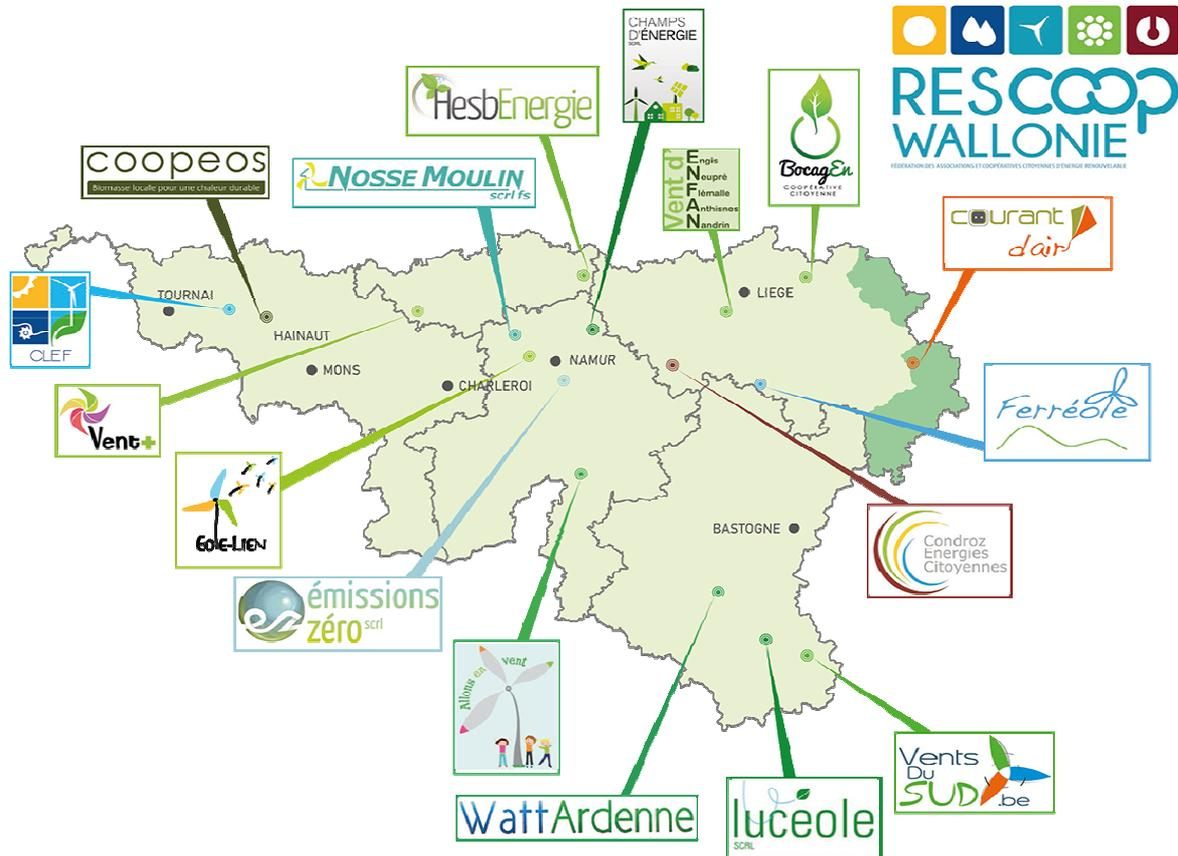 CHAMPS
D'ÉNERGIE
SCRL
RESCOOP
WALLONIE
FÉDÉRATION DES ASSOCIATIONS ET COOPÉRATIVES CITOYENNES D'ÉNERGIE RENOUVELABLE
HesbEnergie
coopeos
Biomasse locale pour une chaleur durable
NOSSE MOULIN
scrl fs
Vent d'
Engis
Neupré
Flémalle
Anthisnes
Nandrin
BocagEn
COOPÉRATIVE
CITOYENNE
courant
d'air
CLEF
TOURNAI
HAINAUT
MONS
CHARLEROI
NAMUR
LIEGE
BASTOGNE
Vent+
Ferréole
EOLE-LIEN
Condroz
Energies
Citoyennes
ez
émissions
zéro scrl
Allons en vent
Vents
Du
SUD
.be
WattArdenne
lucéole
SCRL